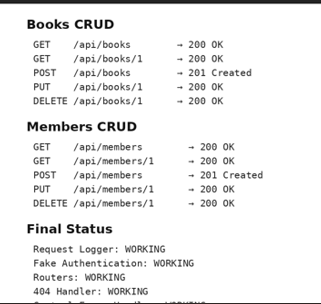 Books CRUD
GET    /api/books        → 200 OK
GET    /api/books/1      → 200 OK
POST   /api/books        → 201 Created
PUT    /api/books/1      → 200 OK
DELETE /api/books/1      → 200 OK
Members CRUD
GET    /api/members        → 200 OK
GET    /api/members/1      → 200 OK
POST   /api/members        → 201 Created
PUT    /api/members/1      → 200 OK
DELETE /api/members/1      → 200 OK
Final Status
Request Logger: WORKING
Fake Authentication: WORKING
Routers: WORKING
404 Handler: WORKING